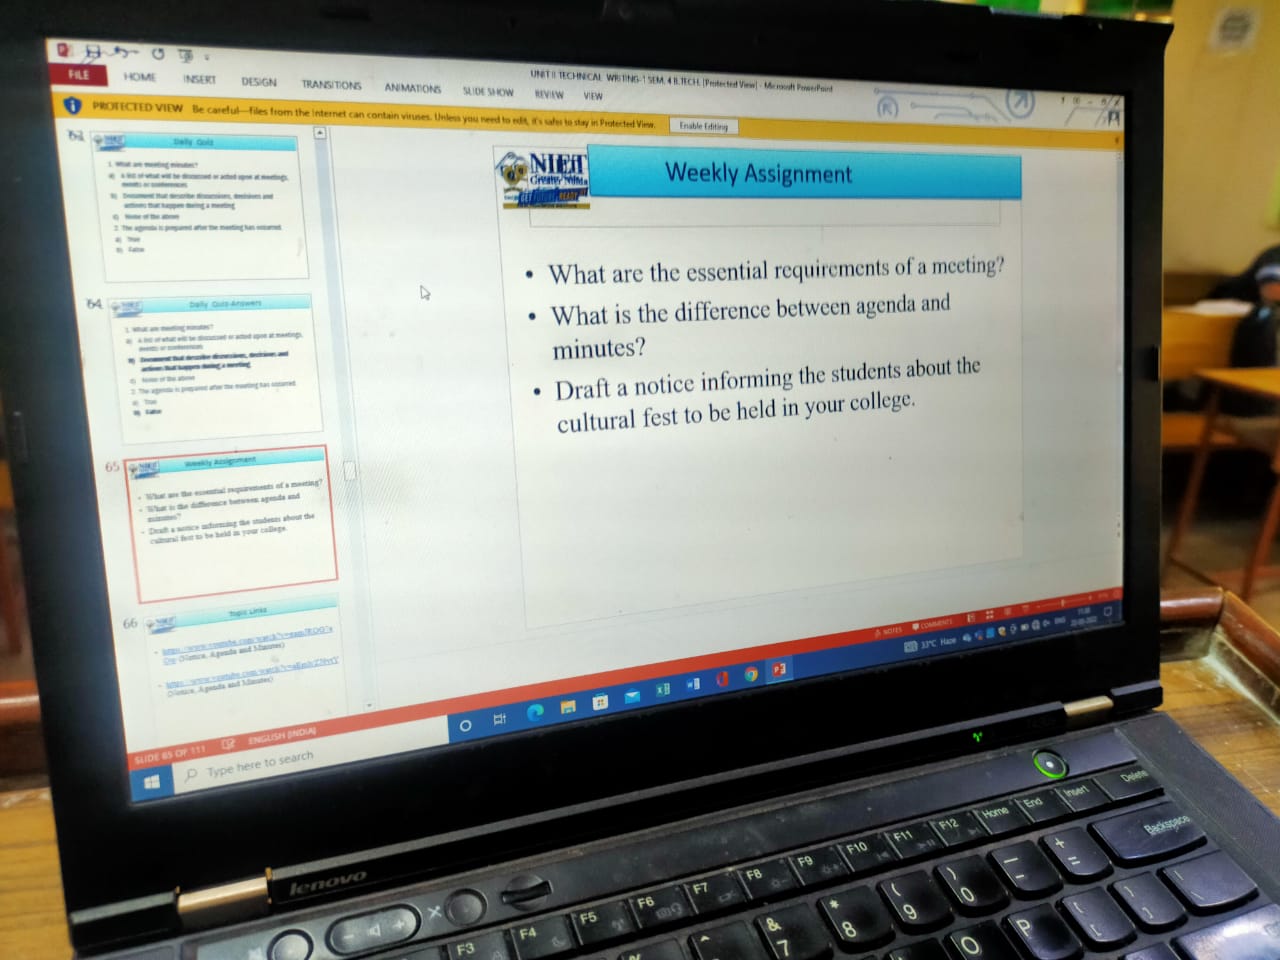 UNIT II TECHNICAL WRITING-1 SEM. 4 B.TECH. [Protected View] - Microsoft PowerPoint
FILE HOME INSERT DESIGN TRANSITIONS ANIMATIONS SLIDE SHOW REVIEW VIEW
PROTECTED VIEW Be careful—files from the Internet can contain viruses. Unless you need to edit, it's safer to stay in Protected View. Enable Editing
Daily Quiz
1. What are meeting minutes?
a) A list of what will be discussed or acted upon at meetings,
events or conferences
b) Document that describe discussions, decisions and
actions that happen during a meeting
c) None of the above
2. The agenda is prepared after the meeting has occurred.
a) True
b) False
64
Daily Quiz-Answers
1. What are meeting minutes?
a) A list of what will be discussed or acted upon at meetings,
events or conferences
b) Document that describe discussions, decisions and
actions that happen during a meeting
c) None of the above
2. The agenda is prepared after the meeting has occurred.
a) True
b) False
65
Weekly Assignment
• What are the essential requirements of a meeting?
• What is the difference between agenda and
minutes?
• Draft a notice informing the students about the
cultural fest to be held in your college.
66
Topic Links
(Notice, Agenda and Minutes)
(Notice, Agenda and Minutes)
NIET
Greater Noida
GET FUTURE READY
Weekly Assignment
• What are the essential requirements of a meeting?
• What is the difference between agenda and
minutes?
• Draft a notice informing the students about the
cultural fest to be held in your college.
SLIDE 65 OF 111 ENGLISH (INDIA) NOTES COMMENTS
Type here to search
33°C Haze ENG
lenovo
Home End Insert Delete
F3 F4 F5 F6 F7 F8 F9 F10 F11 F12
Backspace
& 7 * 8 ( 9 ) 0 — - + =
O P { [ } ]